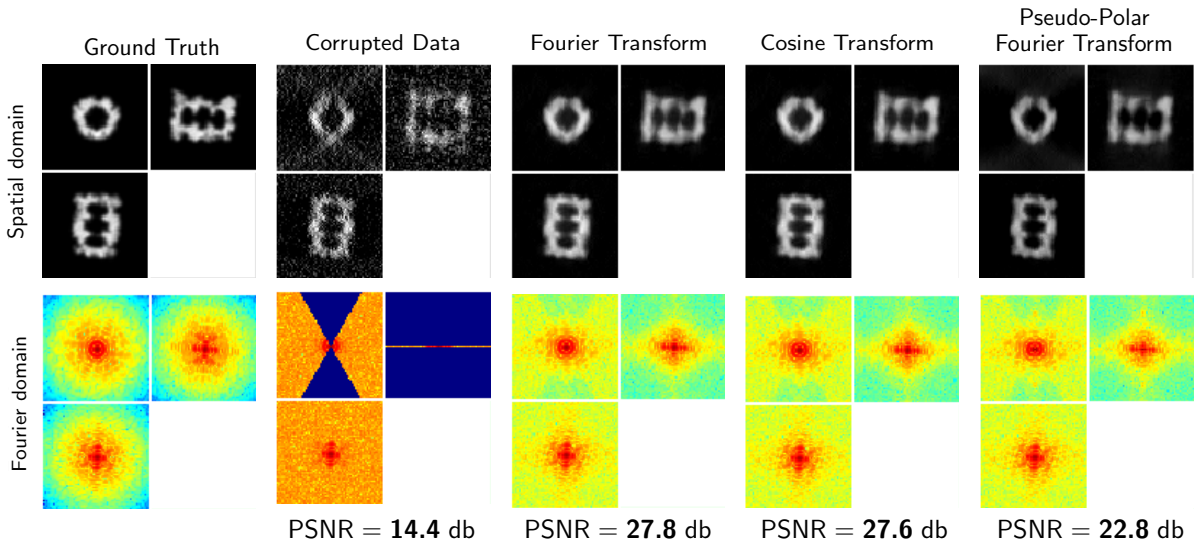 Ground Truth
Corrupted Data
Fourier Transform
Cosine Transform
Pseudo-Polar
Fourier Transform
Spatial domain
Fourier domain
PSNR = 14.4 db
PSNR = 27.8 db
PSNR = 27.6 db
PSNR = 22.8 db